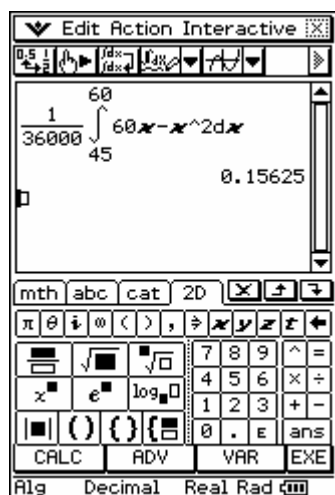 Edit Action Interactive
60
1/36000 ∫ 60x-x^2dx
45
0.15625
mth abc cat 2D
π θ i ∞ ( ) , ⇒ x y z t ←
7 8 9 ^ =
4 5 6 × ÷
x e log
1 2 3 + -
|■| () {} 0 . E ans
CALC ADV VAR EXE
Alg Decimal Real Rad